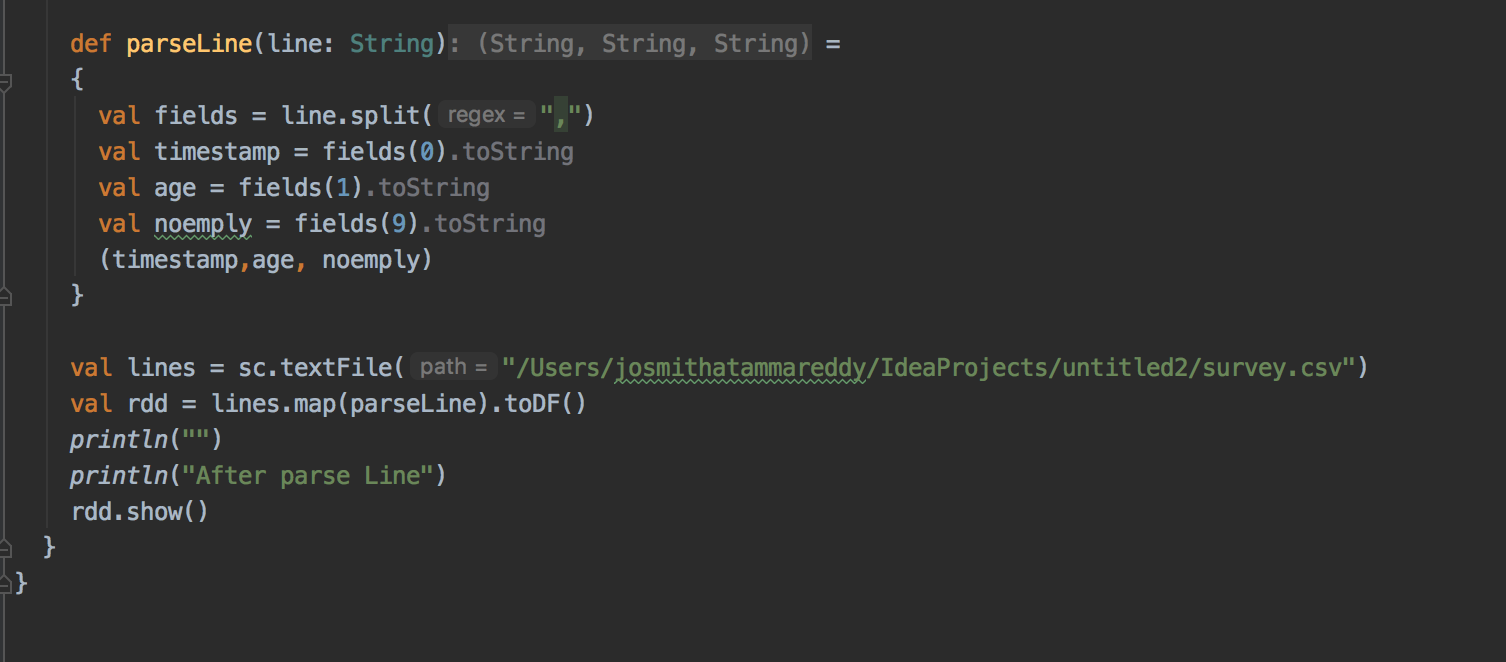 def parseLine(line: String): (String, String, String) =
{
val fields = line.split( regex = ",")
val timestamp = fields(0).toString
val age = fields(1).toString
val noemply = fields(9).toString
(timestamp,age, noemply)
}
val lines = sc.textFile( path = "/Users/josmithatammareddy/IdeaProjects/untitled2/survey.csv")
val rdd = lines.map(parseLine).toDF()
println("")
println("After parse Line")
rdd.show()
}
}